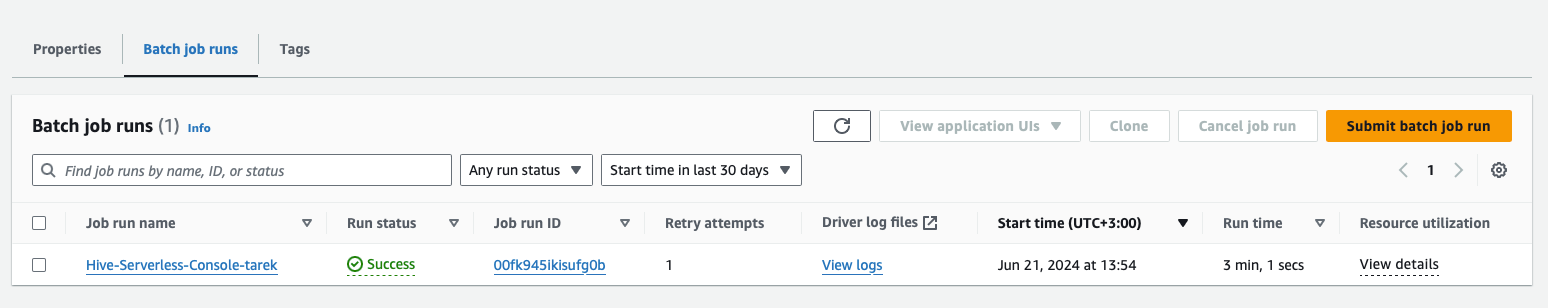 Properties Batch job runs Tags
Batch job runs (1) Info View application UIs Clone Cancel job run Submit batch job run
Find job runs by name, ID, or status Any run status Start time in last 30 days 1
Job run name Run status Job run ID Retry attempts Driver log files Start time (UTC+3:00) Run time Resource utilization
Hive-Serverless-Console-tarek Success 00fk945ikisufg0b 1 View logs Jun 21, 2024 at 13:54 3 min, 1 secs View details